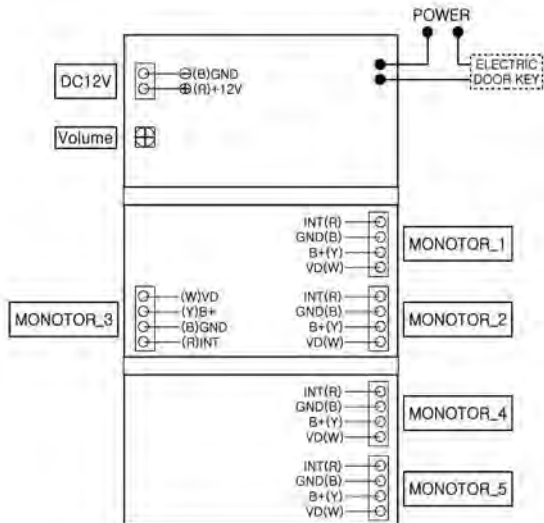 POWER
ELECTRIC
DOOR KEY
DC12V
⊖(B)GND
⊕(R)+12V
Volume
INT(R)
GND(B)
B+(Y)
VD(W)
MONOTOR_1
MONOTOR_3
(W)VD
(Y)B+
(B)GND
(R)INT
INT(R)
GND(B)
B+(Y)
VD(W)
MONOTOR_2
INT(R)
GND(B)
B+(Y)
VD(W)
MONOTOR_4
INT(R)
GND(B)
B+(Y)
VD(W)
MONOTOR_5